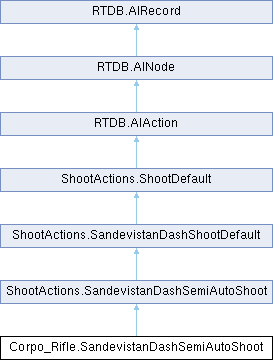 RTDB.AIRecord
RTDB.AINode
RTDB.AIAction
ShootActions.ShootDefault
ShootActions.SandevistanDashShootDefault
ShootActions.SandevistanDashSemiAutoShoot
Corpo_Rifle.SandevistanDashSemiAutoShoot